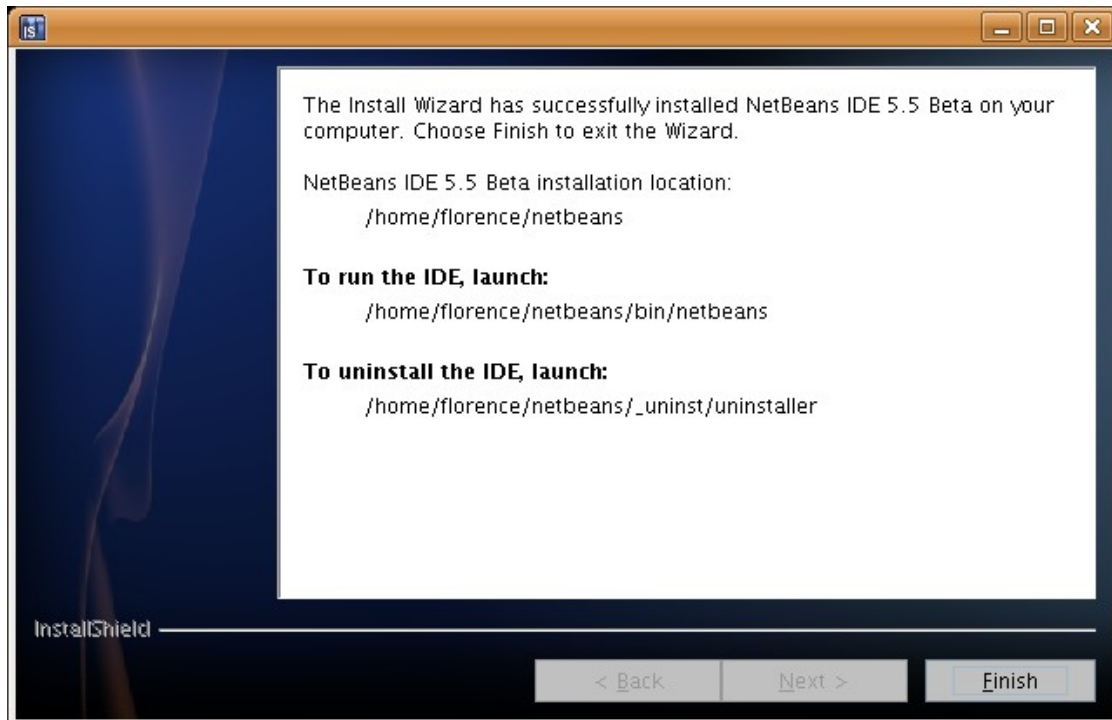 IS
The Install Wizard has successfully installed NetBeans IDE 5.5 Beta on your
computer. Choose Finish to exit the Wizard.
NetBeans IDE 5.5 Beta installation location:
/home/florence/netbeans
To run the IDE, launch:
/home/florence/netbeans/bin/netbeans
To uninstall the IDE, launch:
/home/florence/netbeans/_uninst/uninstaller
InstallShield
< Back
Next >
Finish